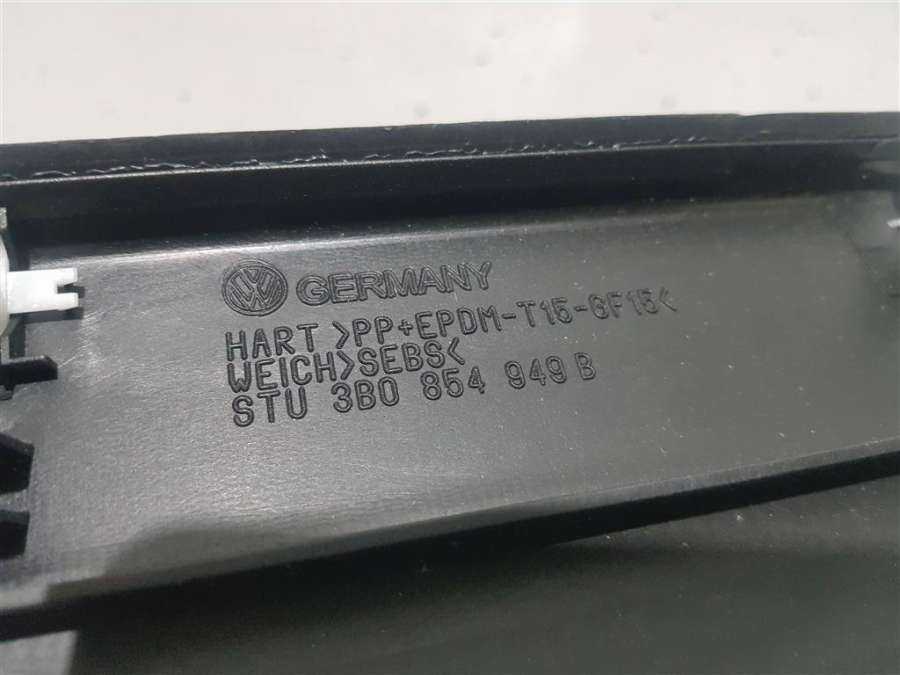 GERMANY
HART >PP+EPDM-T15-GF15<
WEICH>SEBS<
STU 3B0 854 949 B